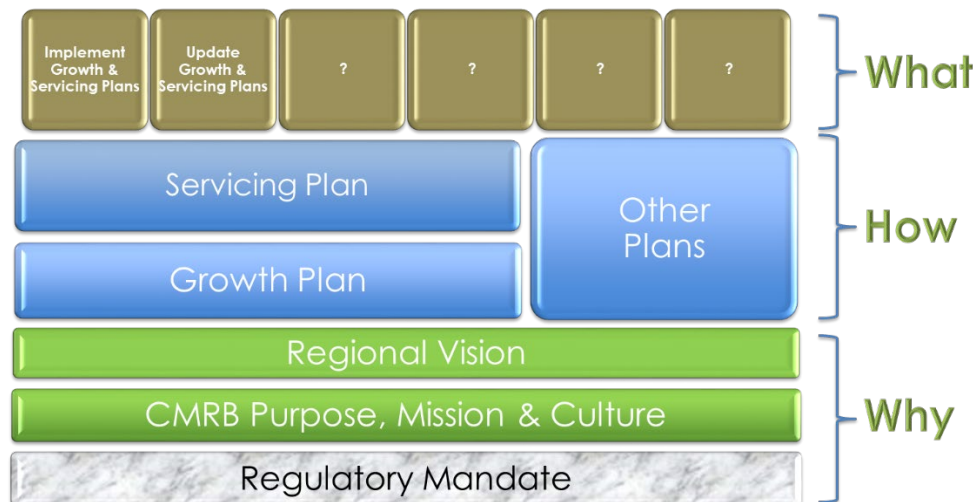 Implement
Growth &
Servicing Plans
Update
Growth &
Servicing Plans
?
?
?
?
What
Servicing Plan
Growth Plan
Other
Plans
How
Regional Vision
CMRB Purpose, Mission & Culture
Regulatory Mandate
Why